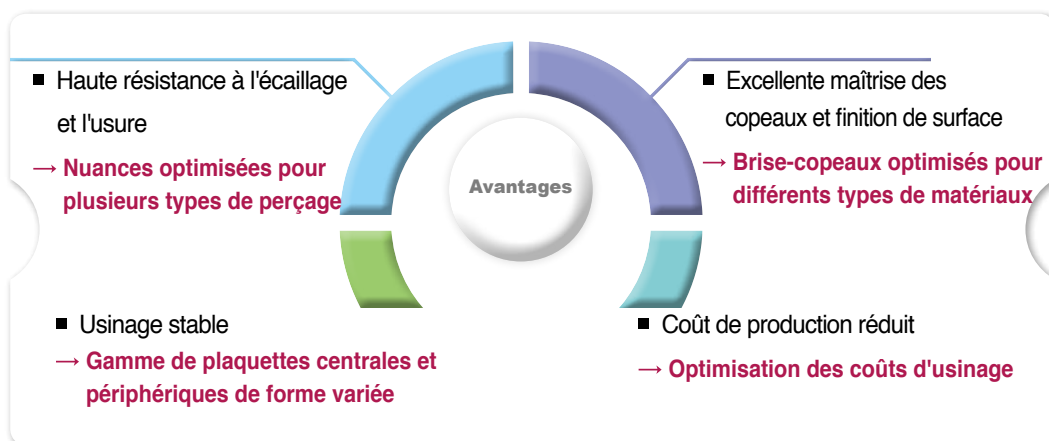 ■ Haute résistance à l'écaillage
et l'usure
→ Nuances optimisées pour
plusieurs types de perçage
■ Excellente maîtrise des
copeaux et finition de surface
→ Brise-copeaux optimisés pour
différents types de matériaux
Avantages
■ Usinage stable
→ Gamme de plaquettes centrales et
périphériques de forme variée
■ Coût de production réduit
→ Optimisation des coûts d'usinage